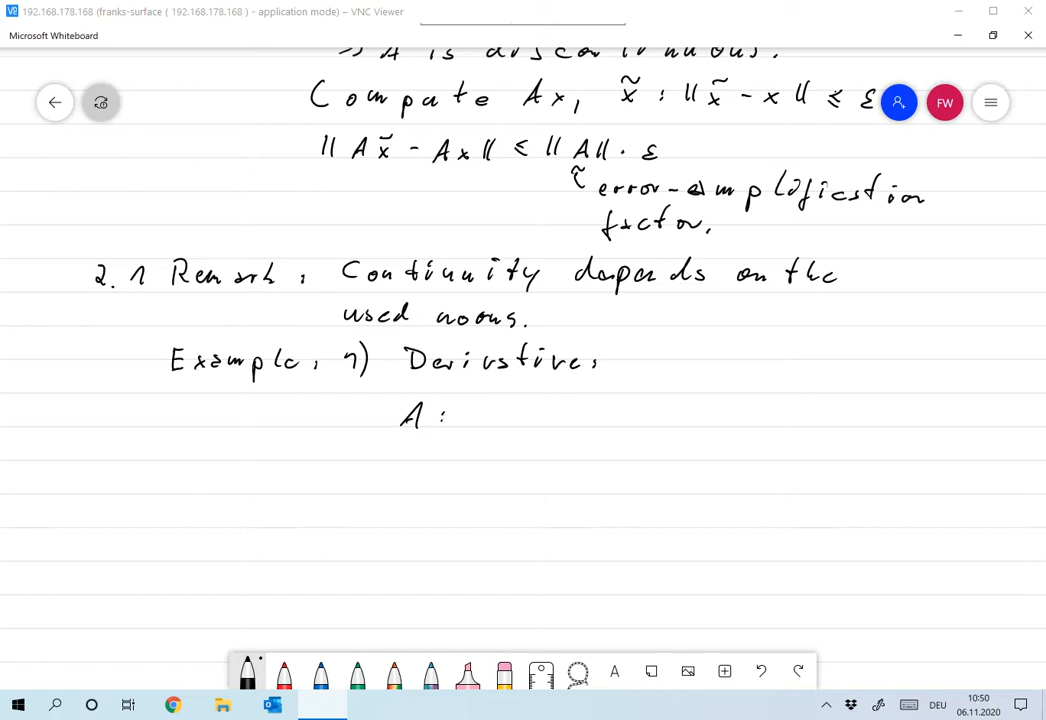 192.168.178.168 (franks-surface ( 192.168.178.168 ) - application mode) – VNC Viewer
Microsoft Whiteboard
→ A is discontinuous.
Compute Ax, x̃ : ‖x̃ - x‖ ≤ ε
FW
‖Ax̃ - Ax‖ ≤ ‖A‖ · ε
error-amplification
factor.
2.1 Remark: Continuity depends on the
used norms.
Example: 1) Derivative:
A :
A
10:50
DEU
06.11.2020